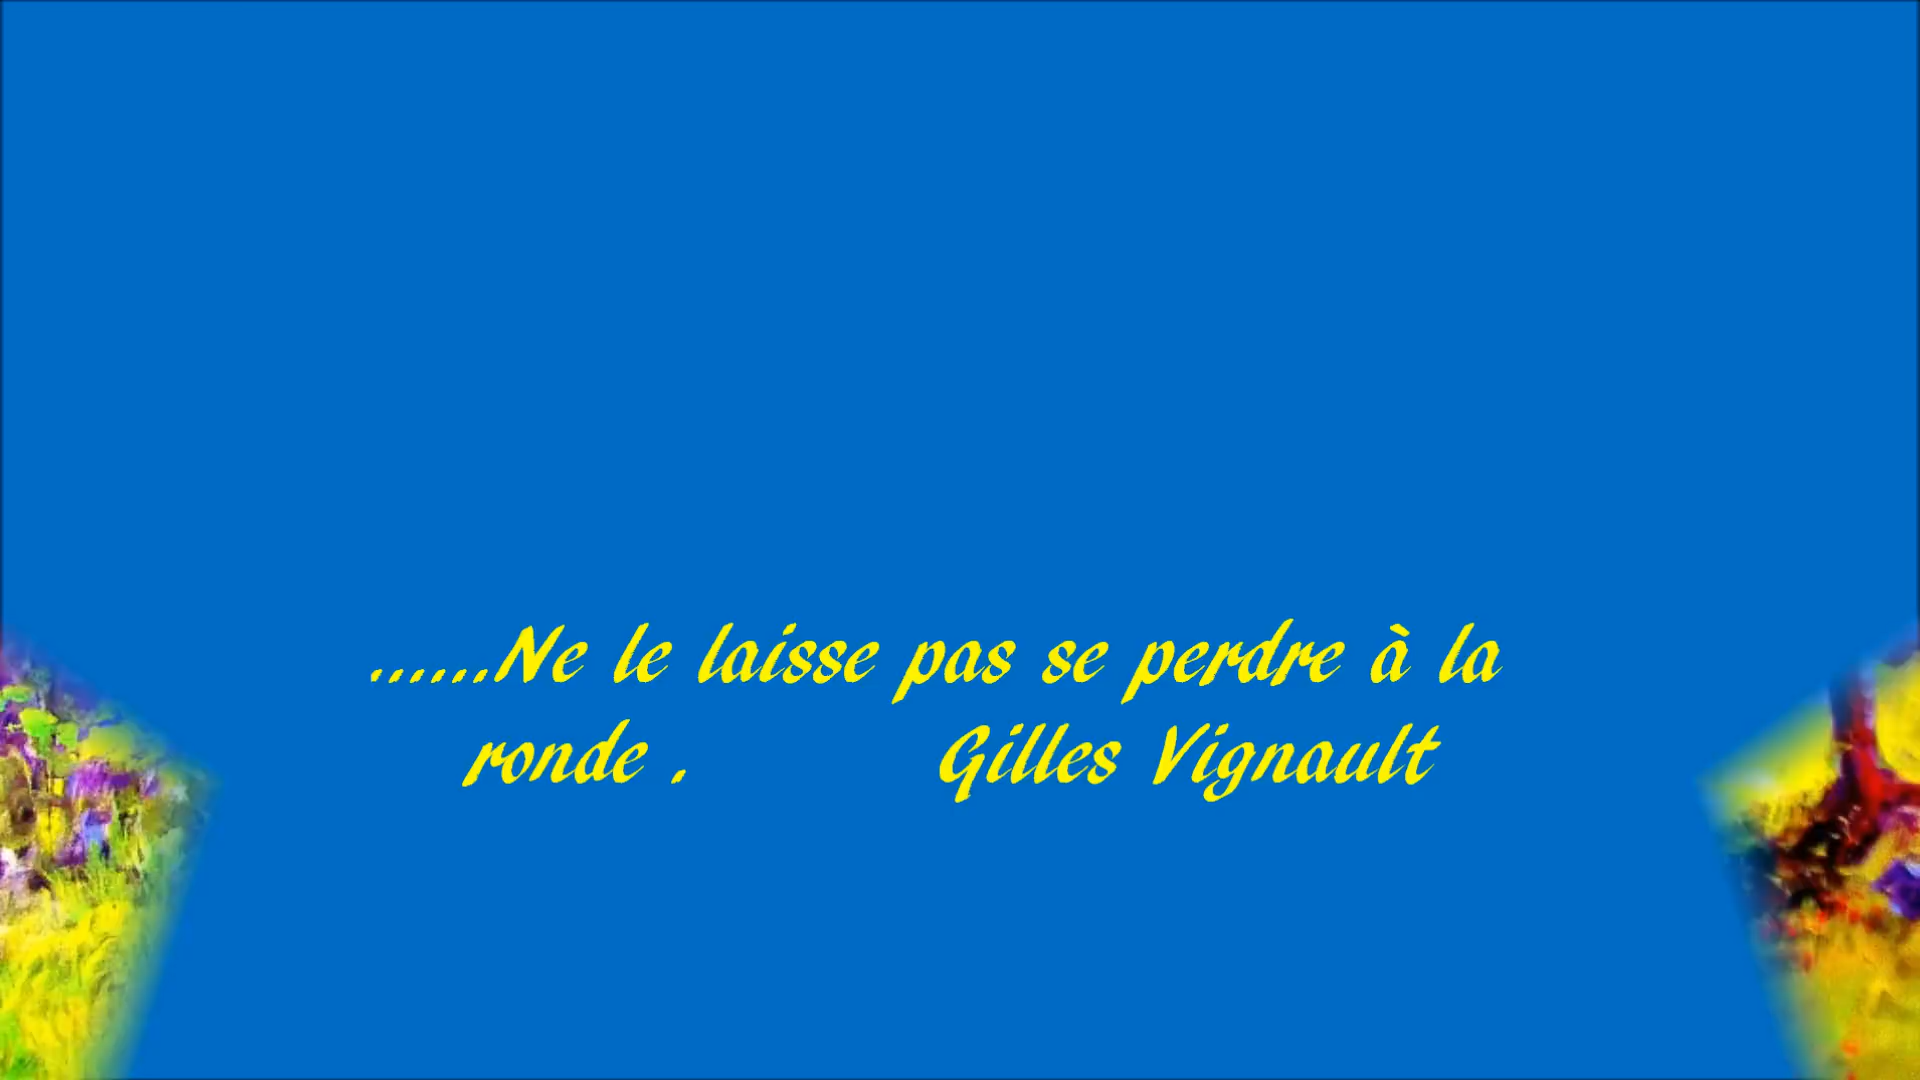 ......Ne le laisse pas se perdre à la
ronde . Gilles Vignault